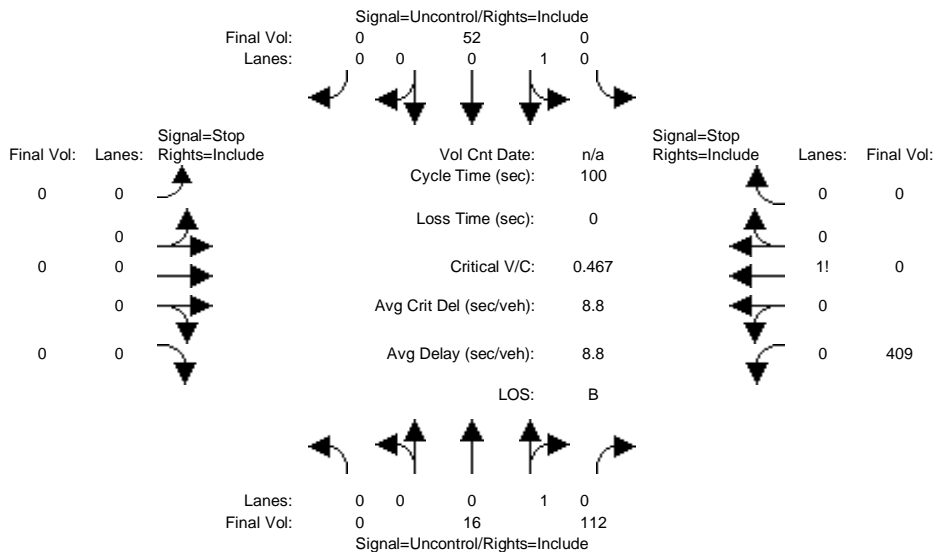 Signal=Uncontrol/Rights=Include
Final Vol: 0 52 0
Lanes: 0 0 0 1 0
Signal=Stop Signal=Stop
Final Vol: Lanes: Rights=Include Vol Cnt Date: n/a Rights=Include Lanes: Final Vol:
Cycle Time (sec): 100
0 0 0 0
Loss Time (sec): 0
0 0
0 0 Critical V/C: 0.467 1! 0
0 Avg Crit Del (sec/veh): 8.8 0
0 0 Avg Delay (sec/veh): 8.8 0 409
LOS: B
Lanes: 0 0 0 1 0
Final Vol: 0 16 112
Signal=Uncontrol/Rights=Include